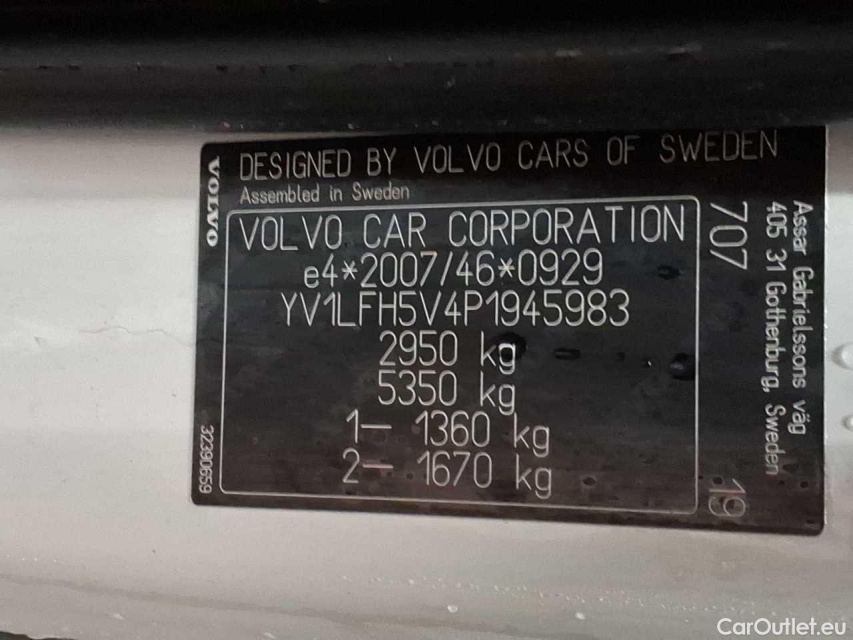 VOLVO
DESIGNED BY VOLVO CARS OF SWEDEN
Assembled in Sweden
VOLVO CAR CORPORATION
e4*2007/46*0929
YV1LFH5V4P1945983
2950 kg
5350 kg
1– 1360 kg
2– 1670 kg
32390659
707
19
Assar Gabrielssons väg
405 31 Gothenburg, Sweden
CarOutlet.eu